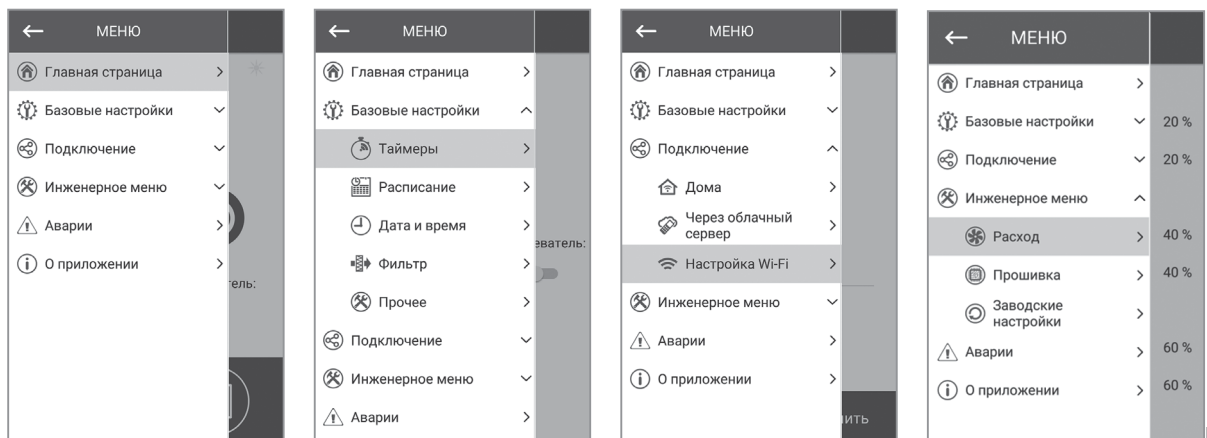 МЕНЮ
Главная страница
Базовые настройки
Подключение
Инженерное меню
Аварии
О приложении
тель:
МЕНЮ
Главная страница
Базовые настройки
Таймеры
Расписание
Дата и время
еватель:
Фильтр
Прочее
Подключение
Инженерное меню
Аварии
МЕНЮ
Главная страница
Базовые настройки
Подключение
Дома
Через облачный
сервер
Настройка Wi-Fi
Инженерное меню
Аварии
О приложении
ить
МЕНЮ
Главная страница
Базовые настройки 20 %
Подключение 20 %
Инженерное меню
Расход 40 %
Прошивка 40 %
Заводские
настройки
Аварии 60 %
О приложении 60 %